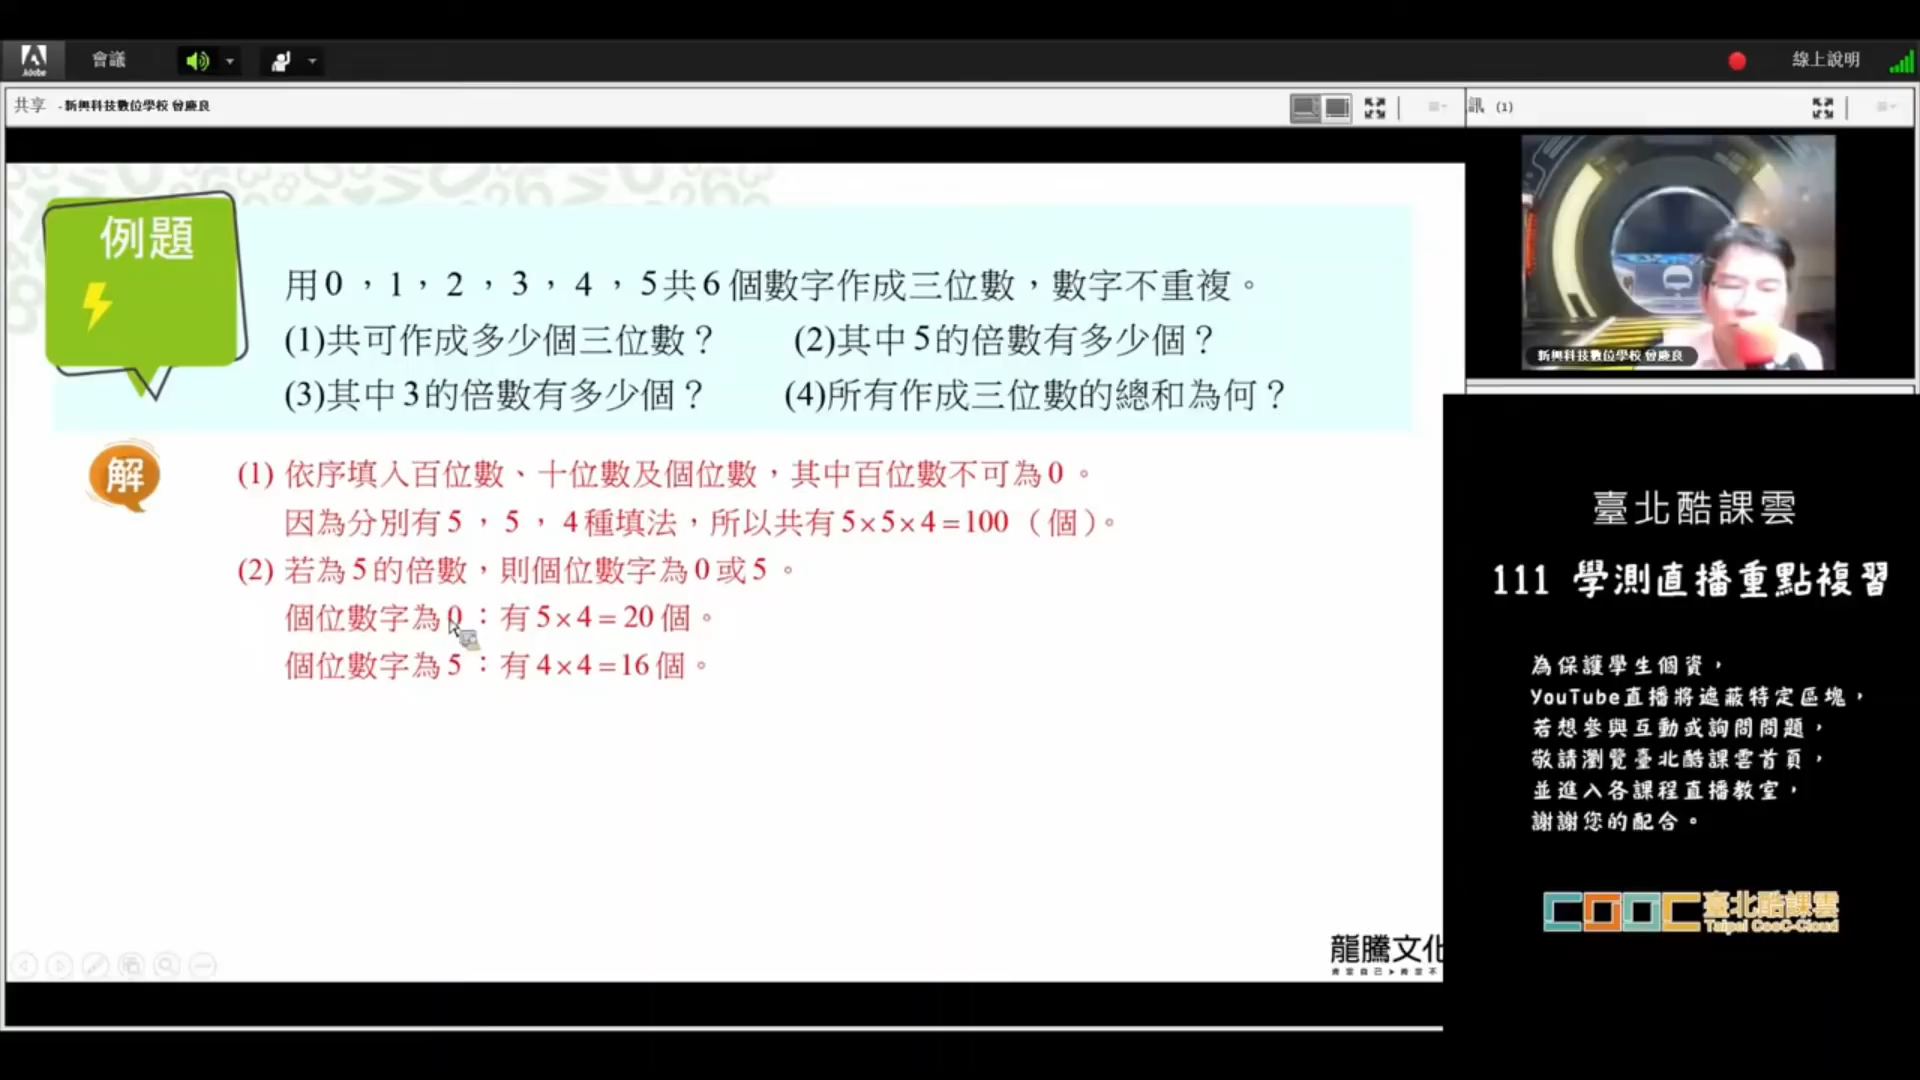 Adobe
會議
線上說明
共享 - 新興科技數位學校 曾慶良
訊 (1)
例題
用0，1，2，3，4，5共6個數字作成三位數，數字不重複。
(1)共可作成多少個三位數？ (2)其中5的倍數有多少個？
(3)其中3的倍數有多少個？ (4)所有作成三位數的總和為何？
解
(1) 依序填入百位數、十位數及個位數，其中百位數不可為0。
因為分別有5，5，4種填法，所以共有5×5×4=100（個）。
(2) 若為5的倍數，則個位數字為0或5。
個位數字為0：有5×4=20個。
個位數字為5：有4×4=16個。
新興科技數位學校 曾慶良
臺北酷課雲
111 學測直播重點複習
為保護學生個資，
YouTube直播將遮蔽特定區塊，
若想參與互動或詢問問題，
敬請瀏覽臺北酷課雲首頁，
並進入各課程直播教室，
謝謝您的配合。
COOC 臺北酷課雲
Taipei CooC-Cloud
龍騰文化